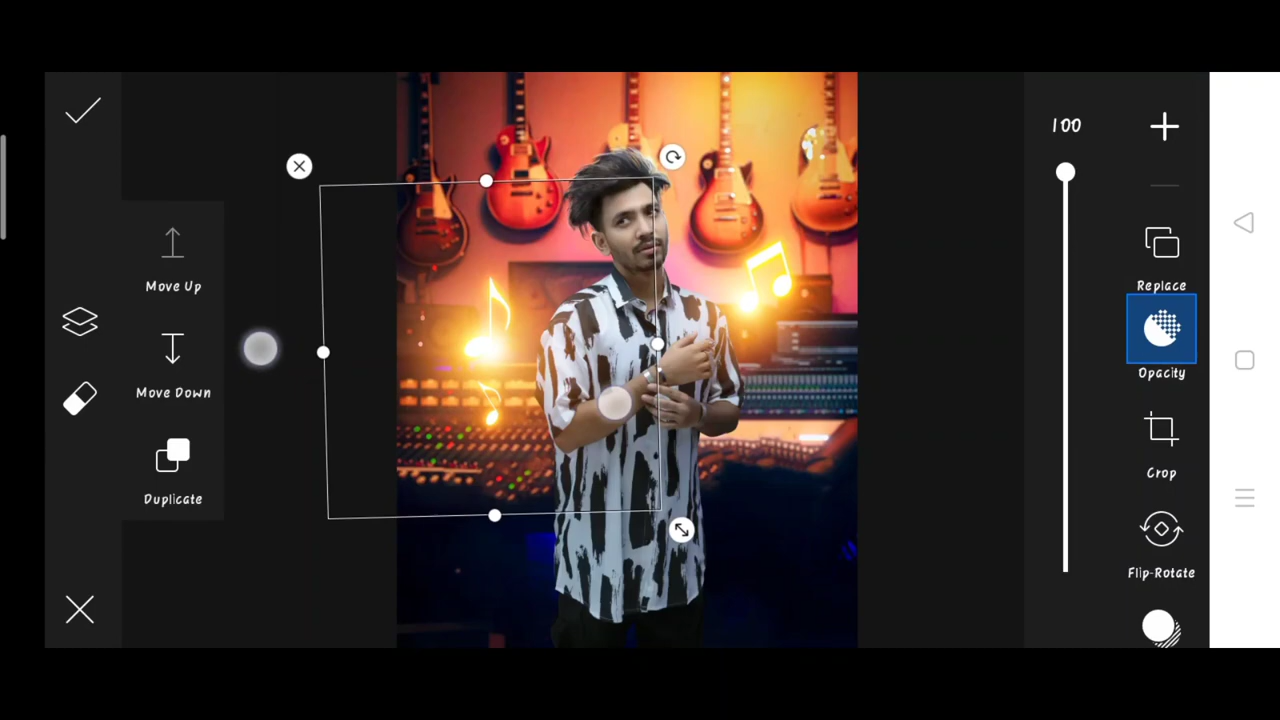 100
Move Up
Replace
Move Down
Opacity
Crop
Duplicate
Flip-Rotate